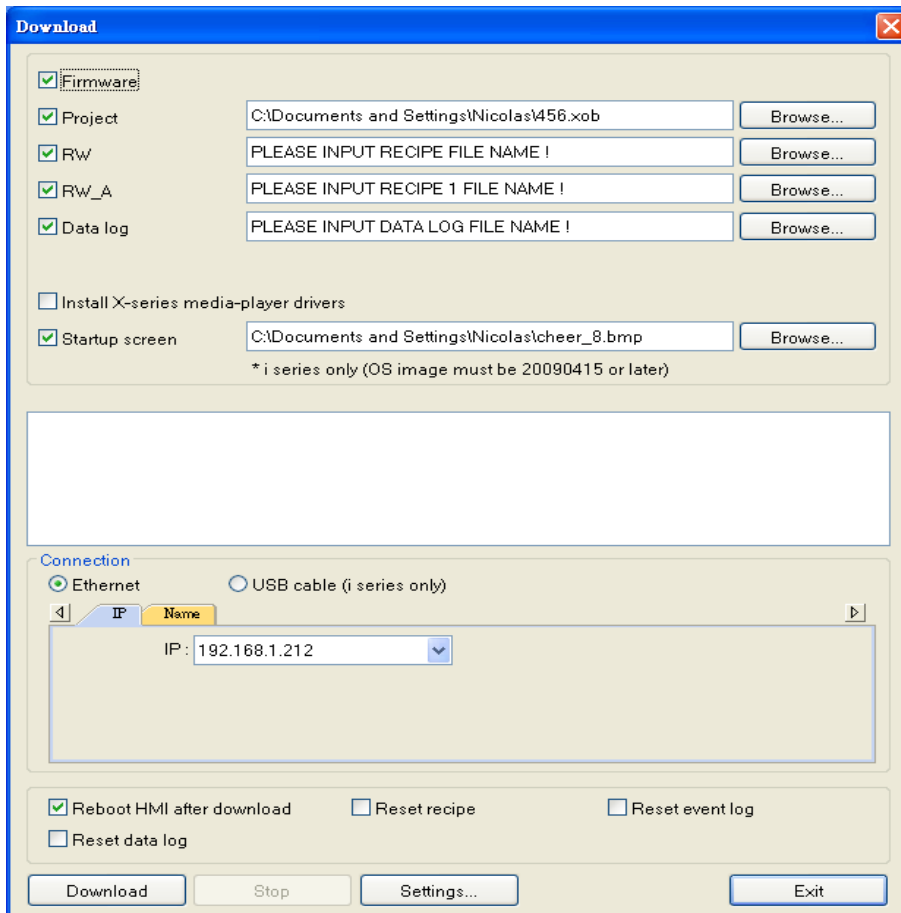 Download
Firmware
Project C:\Documents and Settings\Nicolas\456.xob Browse...
RW PLEASE INPUT RECIPE FILE NAME ! Browse...
RW_A PLEASE INPUT RECIPE 1 FILE NAME ! Browse...
Data log PLEASE INPUT DATA LOG FILE NAME ! Browse...
Install X-series media-player drivers
Startup screen C:\Documents and Settings\Nicolas\cheer_8.bmp Browse...
* i series only (OS image must be 20090415 or later)
Connection
Ethernet USB cable (i series only)
IP Name
IP : 192.168.1.212
Reboot HMI after download Reset recipe Reset event log
Reset data log
Download Stop Settings... Exit